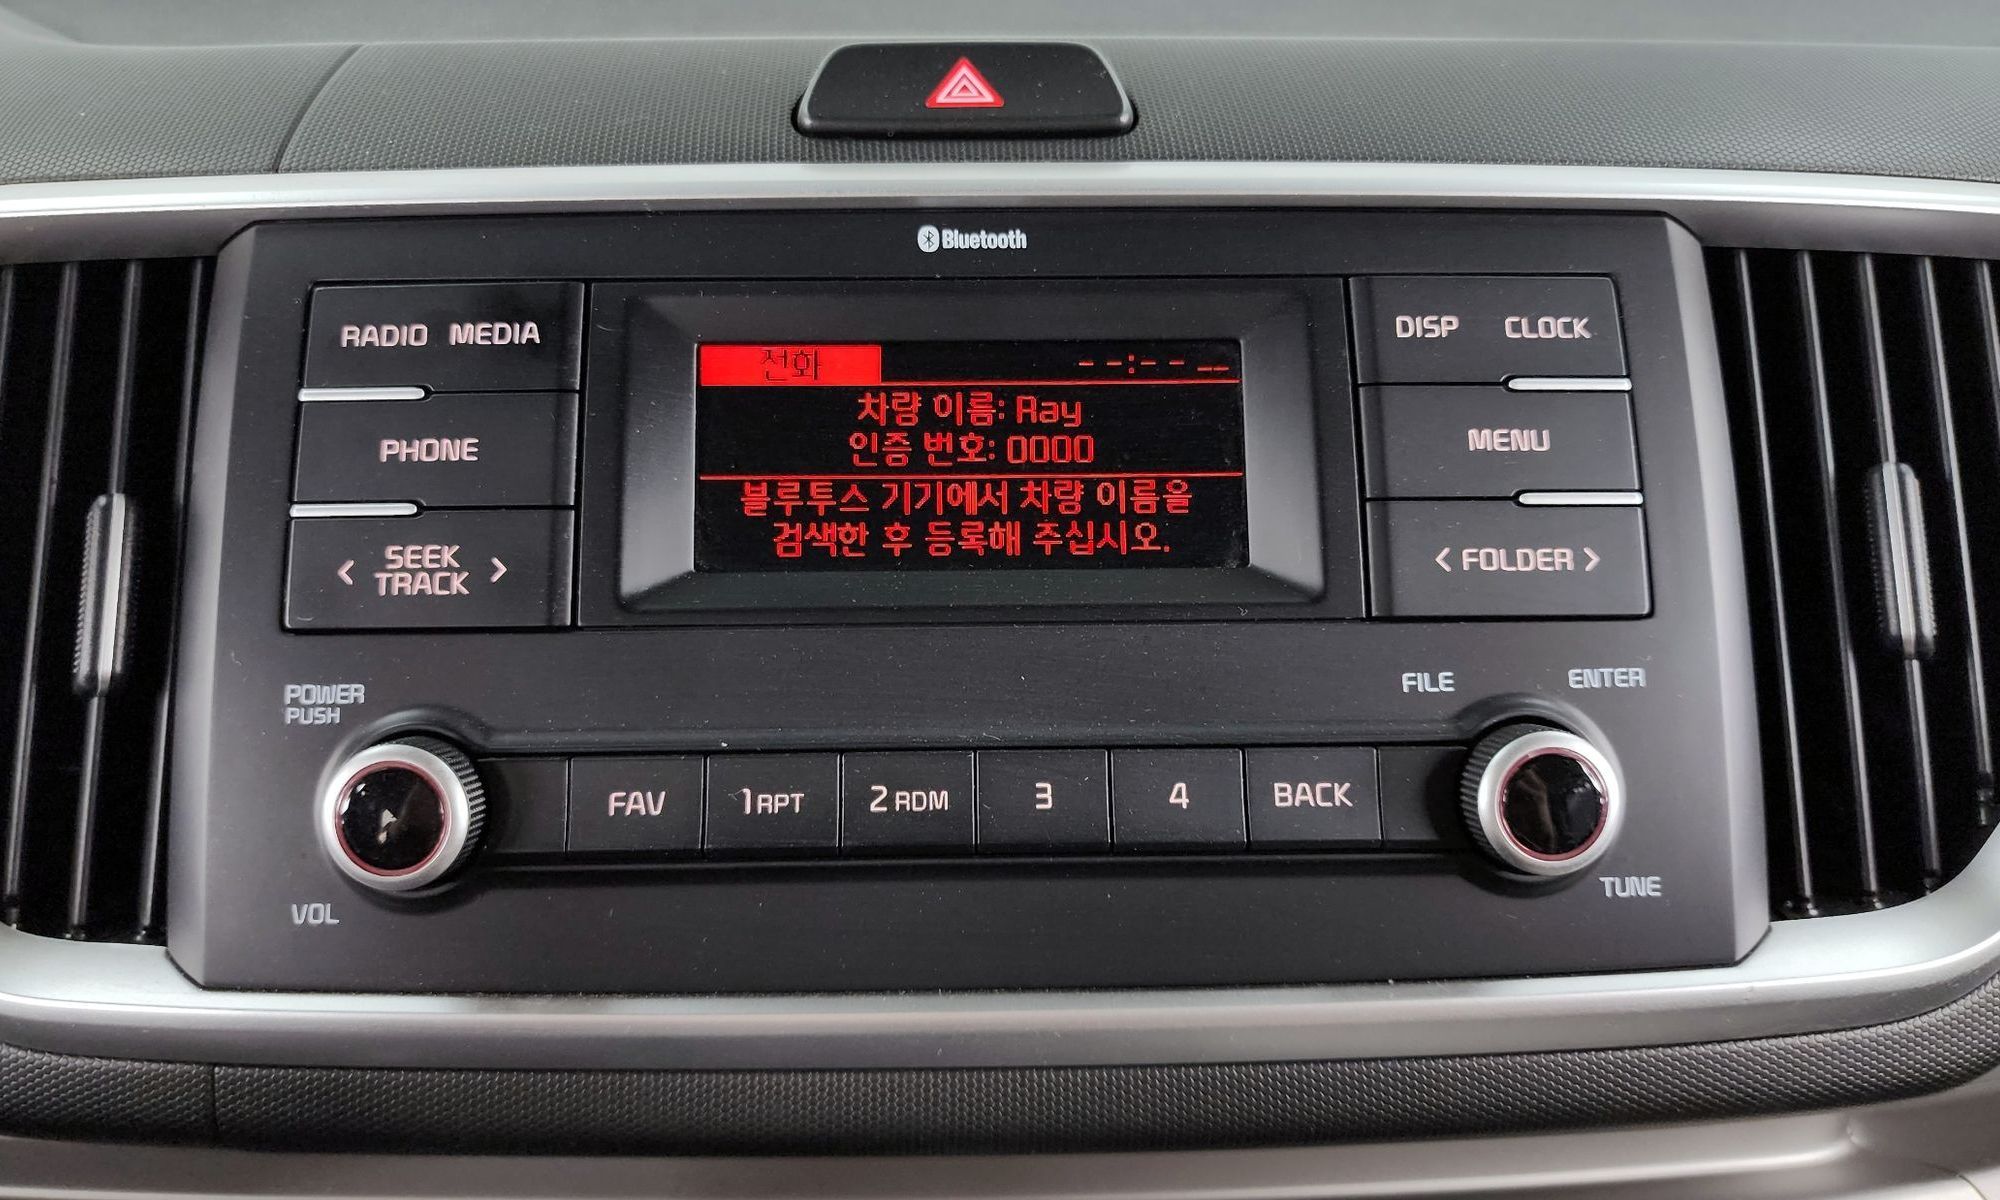 Bluetooth
RADIO MEDIA
PHONE
< SEEK TRACK >
전화 --:-- --
차량 이름: Ray
인증 번호: 0000
블루투스 기기에서 차량 이름을
검색한 후 등록해 주십시오.
DISP CLOCK
MENU
< FOLDER >
POWER
PUSH
VOL
FAV
1 RPT
2 RDM
3
4
BACK
FILE
ENTER
TUNE